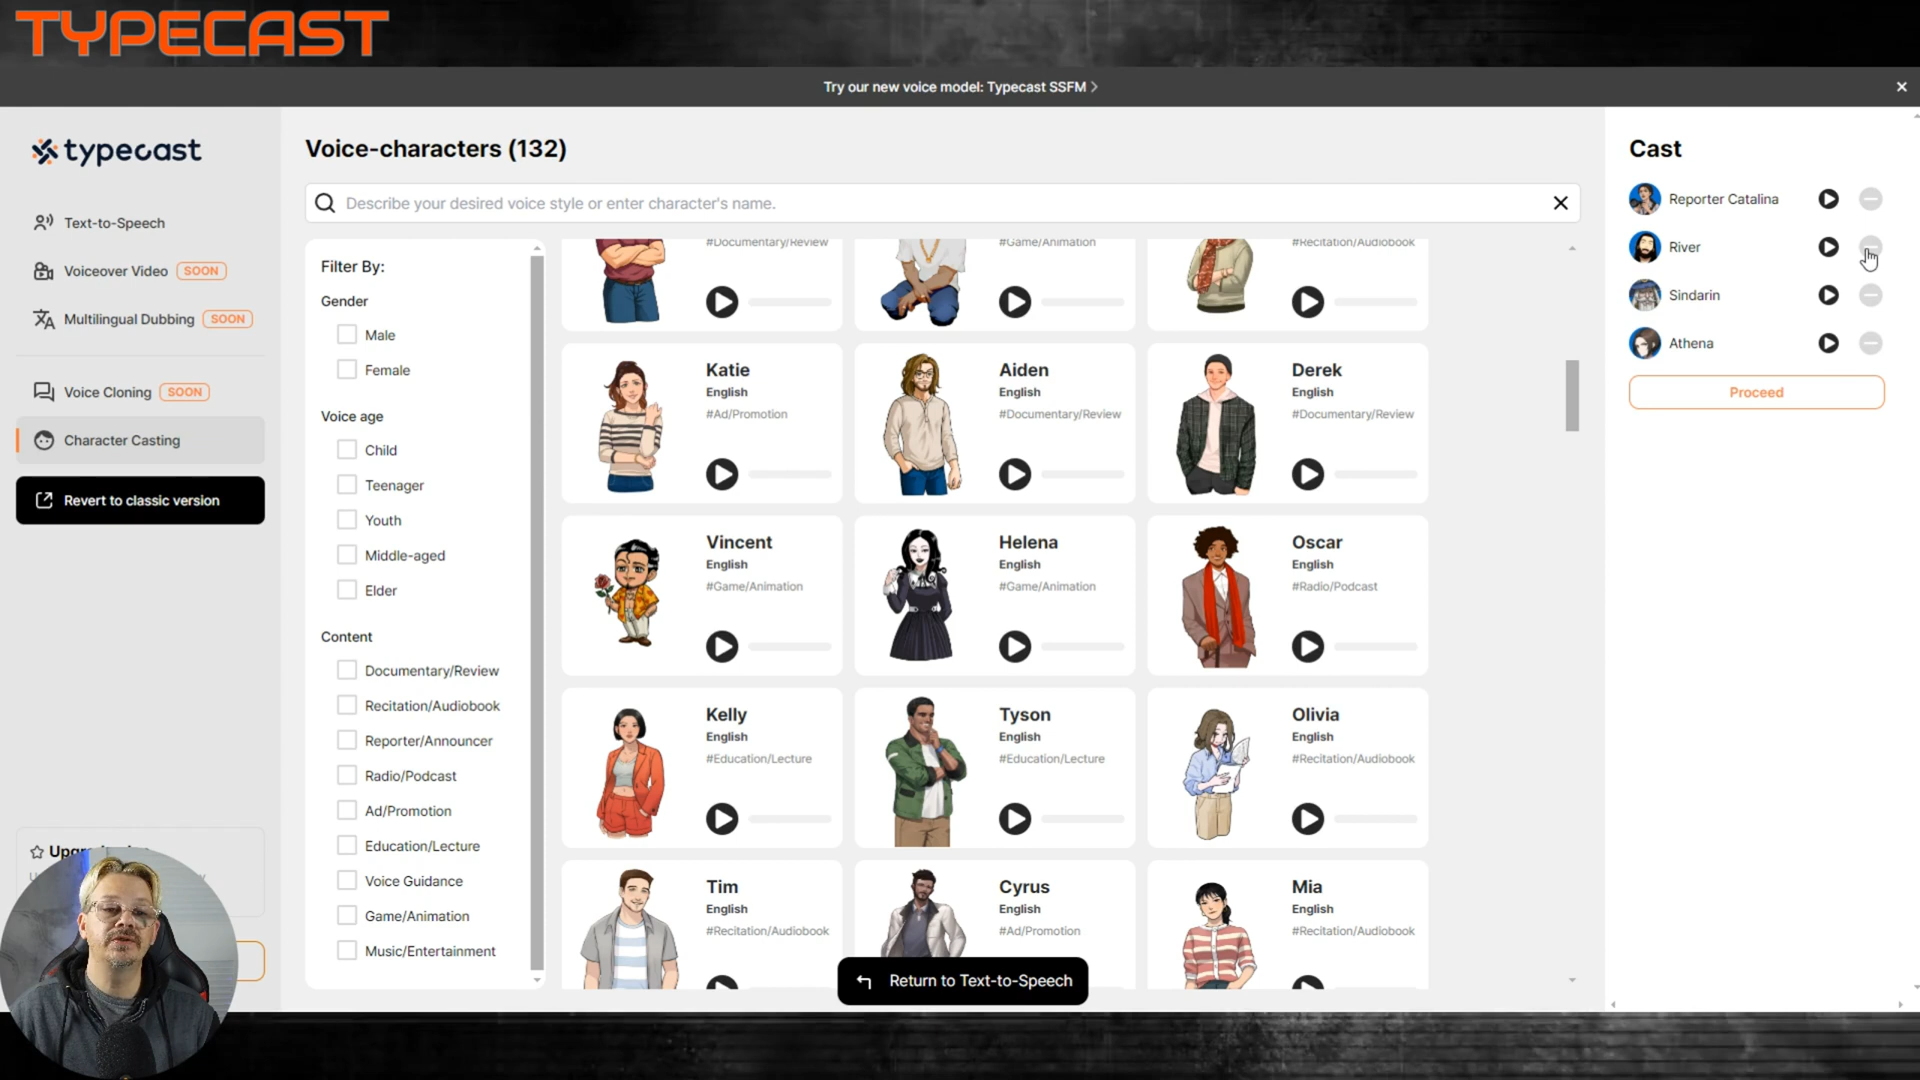 TYPECAST
Try our new voice model: Typecast SSFM
typecast
Text-to-Speech
Voiceover Video SOON
Multilingual Dubbing SOON
Voice Cloning SOON
Character Casting
Revert to classic version
Voice-characters (132)
Describe your desired voice style or enter character's name.
Filter By:
Gender
Male
Female
Voice age
Child
Teenager
Youth
Middle-aged
Elder
Content
Documentary/Review
Recitation/Audiobook
Reporter/Announcer
Radio/Podcast
Ad/Promotion
Education/Lecture
Voice Guidance
Game/Animation
Music/Entertainment
#Documentary/Review
#Game/Animation
#Recitation/Audiobook
Katie
English
#Ad/Promotion
Aiden
English
#Documentary/Review
Derek
English
#Documentary/Review
Vincent
English
#Game/Animation
Helena
English
#Game/Animation
Oscar
English
#Radio/Podcast
Kelly
English
#Education/Lecture
Tyson
English
#Education/Lecture
Olivia
English
#Recitation/Audiobook
Tim
English
#Recitation/Audiobook
Cyrus
English
#Ad/Promotion
Mia
English
#Recitation/Audiobook
Return to Text-to-Speech
Cast
Reporter Catalina
River
Sindarin
Athena
Proceed